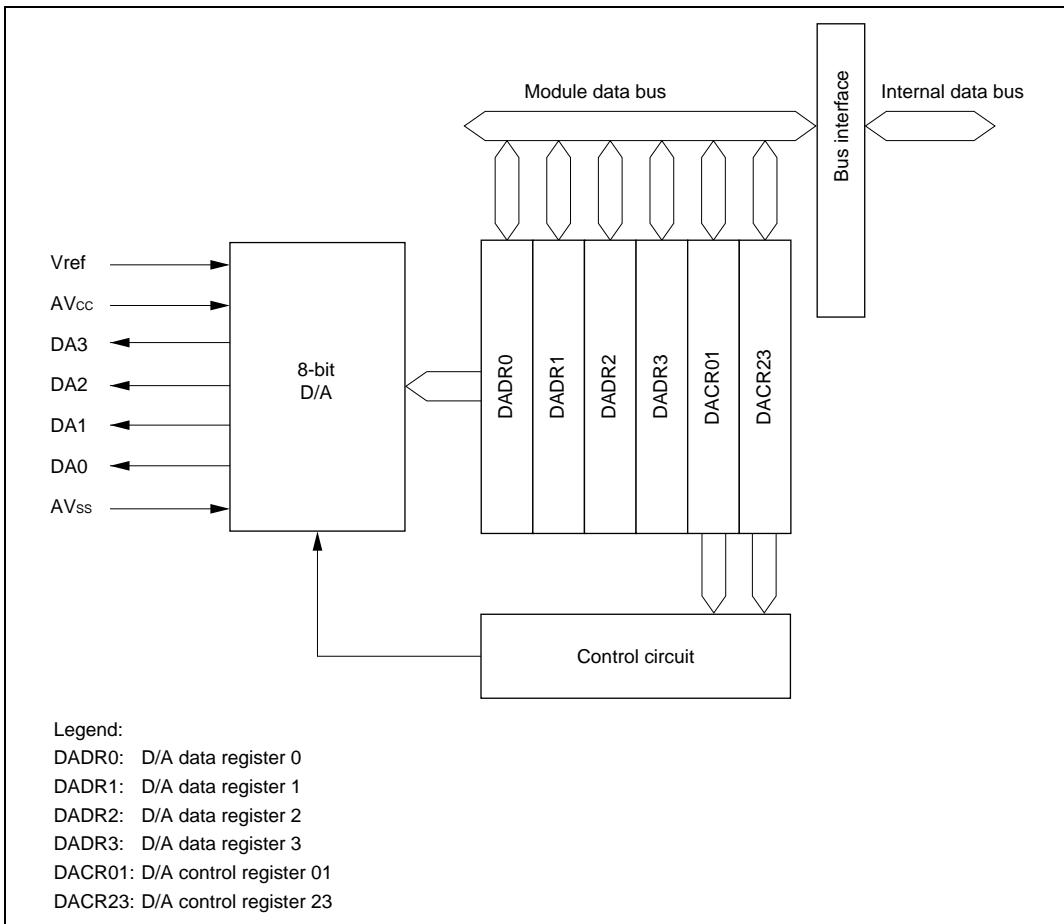 Module data bus
Internal data bus
Bus interface
Vref
AVCC
DA3
DA2
DA1
DA0
AVSS
8-bit
D/A
DADR0
DADR1
DADR2
DADR3
DACR01
DACR23
Control circuit
Legend:
DADR0: D/A data register 0
DADR1: D/A data register 1
DADR2: D/A data register 2
DADR3: D/A data register 3
DACR01: D/A control register 01
DACR23: D/A control register 23